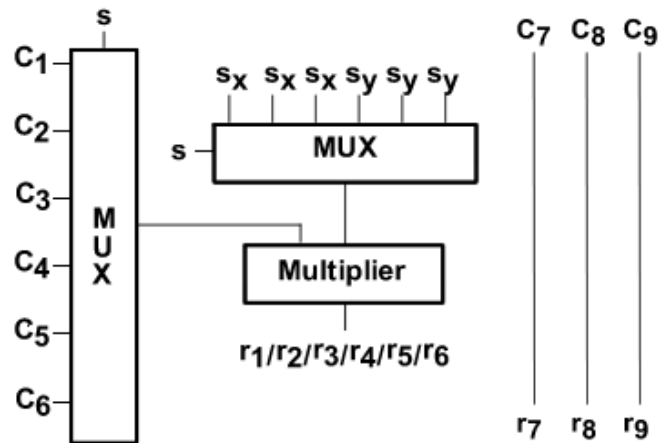 s
C1
C2
C3
C4
C5
C6
M
U
X
sx sx sx sy sy sy
s
MUX
Multiplier
r1/r2/r3/r4/r5/r6
C7 C8 C9
r7 r8 r9